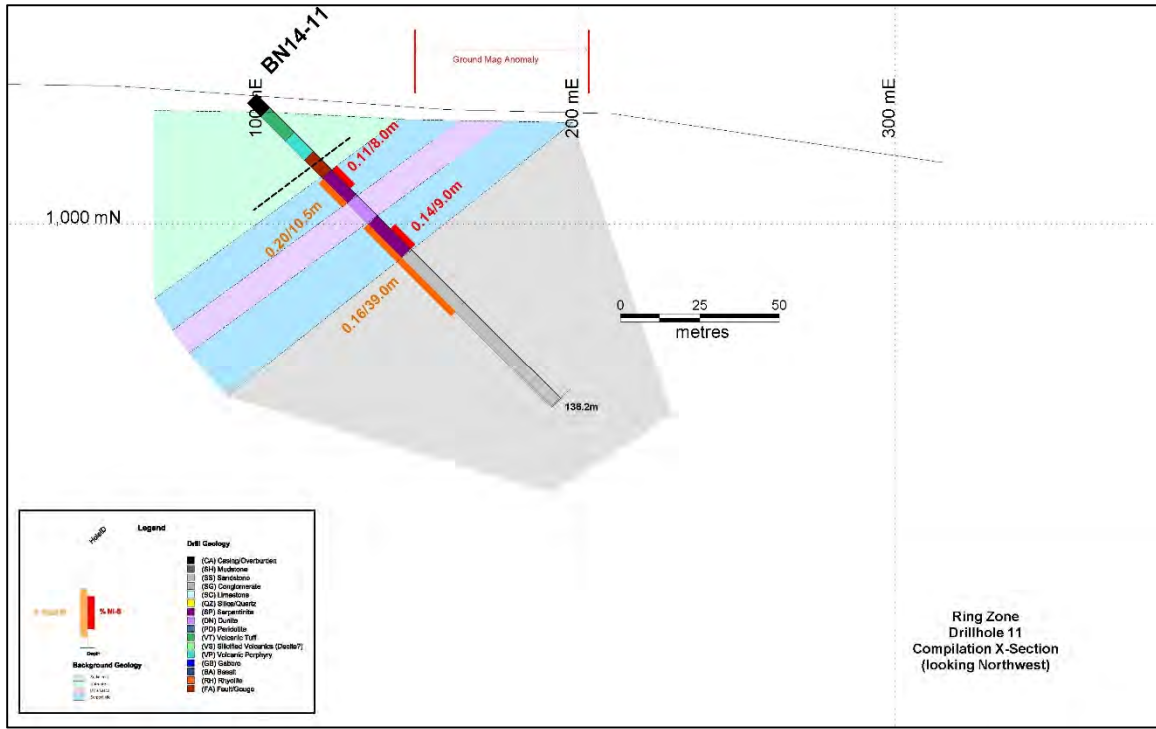 BN14-11
Ground Mag Anomaly
100 mE
200 mE
300 mE
0.11/8.0m
0.20/10.5m
0.14/9.0m
0.16/39.0m
1,000 mN
0 25 50
metres
138.2m
Legend
HoleID
% Ni-S
Depth
Background Geology
Drill Geology
(CA) Casing/Overburden
(SH) Mudstone
(SS) Sandstone
(SG) Conglomerate
(SC) Limestone
(QZ) Silica/Quartz
(SP) Serpentinite
(DN) Dunite
(PD) Peridotite
(VT) Volcanic Tuff
(VS) Silicified Volcanics (Dacite?)
(VP) Volcanic Porphyry
(GB) Gabbro
(BA) Basalt
(RH) Rhyolite
(FA) Fault/Gouge
Ring Zone
Drillhole 11
Compilation X-Section
(looking Northwest)